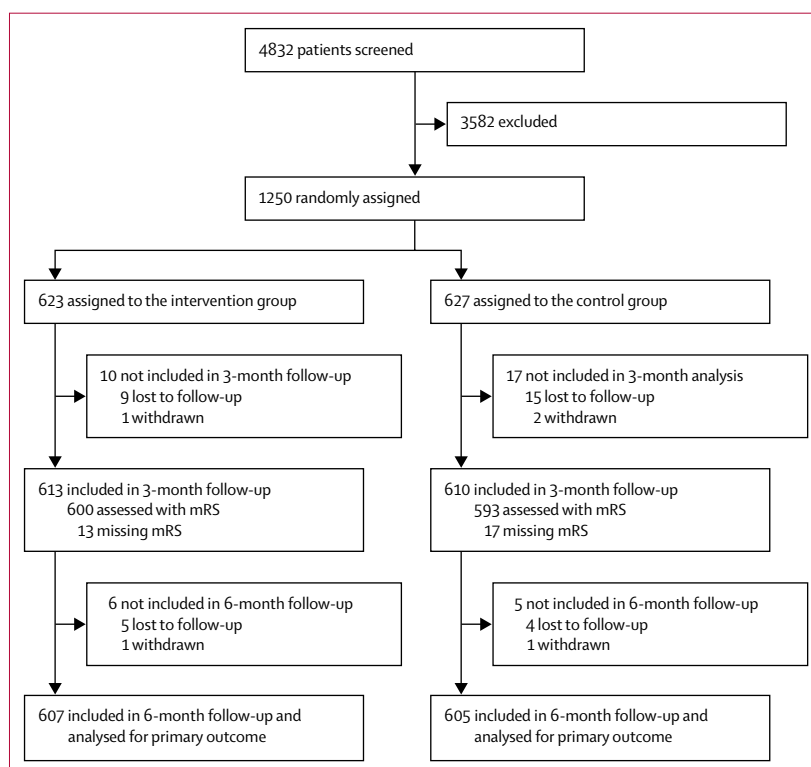 4832 patients screened
3582 excluded
1250 randomly assigned
623 assigned to the intervention group
627 assigned to the control group
10 not included in 3-month follow-up
9 lost to follow-up
1 withdrawn
17 not included in 3-month analysis
15 lost to follow-up
2 withdrawn
613 included in 3-month follow-up
600 assessed with mRS
13 missing mRS
610 included in 3-month follow-up
593 assessed with mRS
17 missing mRS
6 not included in 6-month follow-up
5 lost to follow-up
1 withdrawn
5 not included in 6-month follow-up
4 lost to follow-up
1 withdrawn
607 included in 6-month follow-up and
analysed for primary outcome
605 included in 6-month follow-up and
analysed for primary outcome